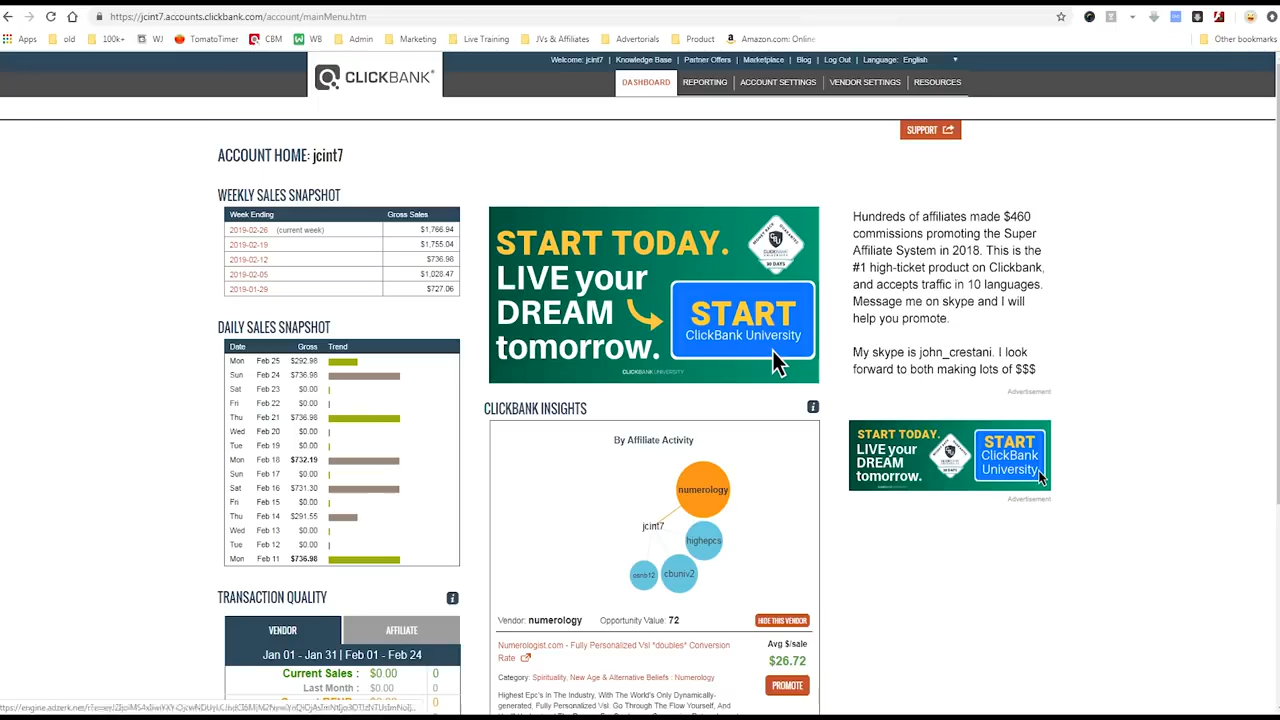 https://jcint7.accounts.clickbank.com/account/mainMenu.htm
Apps old 100k+ WJ TomatoTimer CBM WB Admin Marketing Live Training JVs & Affiliates Advertorials Product Amazon.com: Online Other bookmarks
Welcome: jcint7 | Knowledge Base | Partner Offers | Marketplace | Blog | Log Out | Language: English
CLICKBANK
DASHBOARD REPORTING ACCOUNT SETTINGS VENDOR SETTINGS RESOURCES
SUPPORT
ACCOUNT HOME: jcint7
WEEKLY SALES SNAPSHOT
Week Ending Gross Sales
2019-02-26 (current week) $1,766.94
2019-02-19 $1,755.04
2019-02-12 $736.98
2019-02-05 $1,028.47
2019-01-29 $727.06
DAILY SALES SNAPSHOT
Date Gross Trend
Mon Feb 25 $292.98
Sun Feb 24 $736.98
Sat Feb 23 $0.00
Fri Feb 22 $0.00
Thu Feb 21 $736.98
Wed Feb 20 $0.00
Tue Feb 19 $0.00
Mon Feb 18 $732.19
Sun Feb 17 $0.00
Sat Feb 16 $731.30
Fri Feb 15 $0.00
Thu Feb 14 $291.55
Wed Feb 13 $0.00
Tue Feb 12 $0.00
Mon Feb 11 $736.98
TRANSACTION QUALITY
VENDOR AFFILIATE
Jan 01 - Jan 31 | Feb 01 - Feb 24
Current Sales : $0.00 0
Last Month : $0.00 0
START TODAY.
LIVE your
DREAM
tomorrow.
START
ClickBank University
CLICKBANK UNIVERSITY
30 DAYS
CLICKBANK INSIGHTS
By Affiliate Activity
numerology
jcint7
highepcs
cbuniv2
Vendor: numerology Opportunity Value: 72 HIDE THIS VENDOR
Numerologist.com - Fully Personalized Vsl *doubles* Conversion
Rate
Avg $/sale
$26.72
PROMOTE
Category: Spirituality, New Age & Alternative Beliefs : Numerology
Highest Epc's In The Industry, With The World's Only Dynamically-
generated, Fully Personalized Vsl. Go Through The Flow Yourself, And
Hundreds of affiliates made $460
commissions promoting the Super
Affiliate System in 2018. This is the
#1 high-ticket product on Clickbank,
and accepts traffic in 10 languages.
Message me on skype and I will
help you promote.
My skype is john_crestani. I look
forward to both making lots of $$$
Advertisement
START TODAY.
LIVE your
DREAM
tomorrow.
START
ClickBank
University
Advertisement